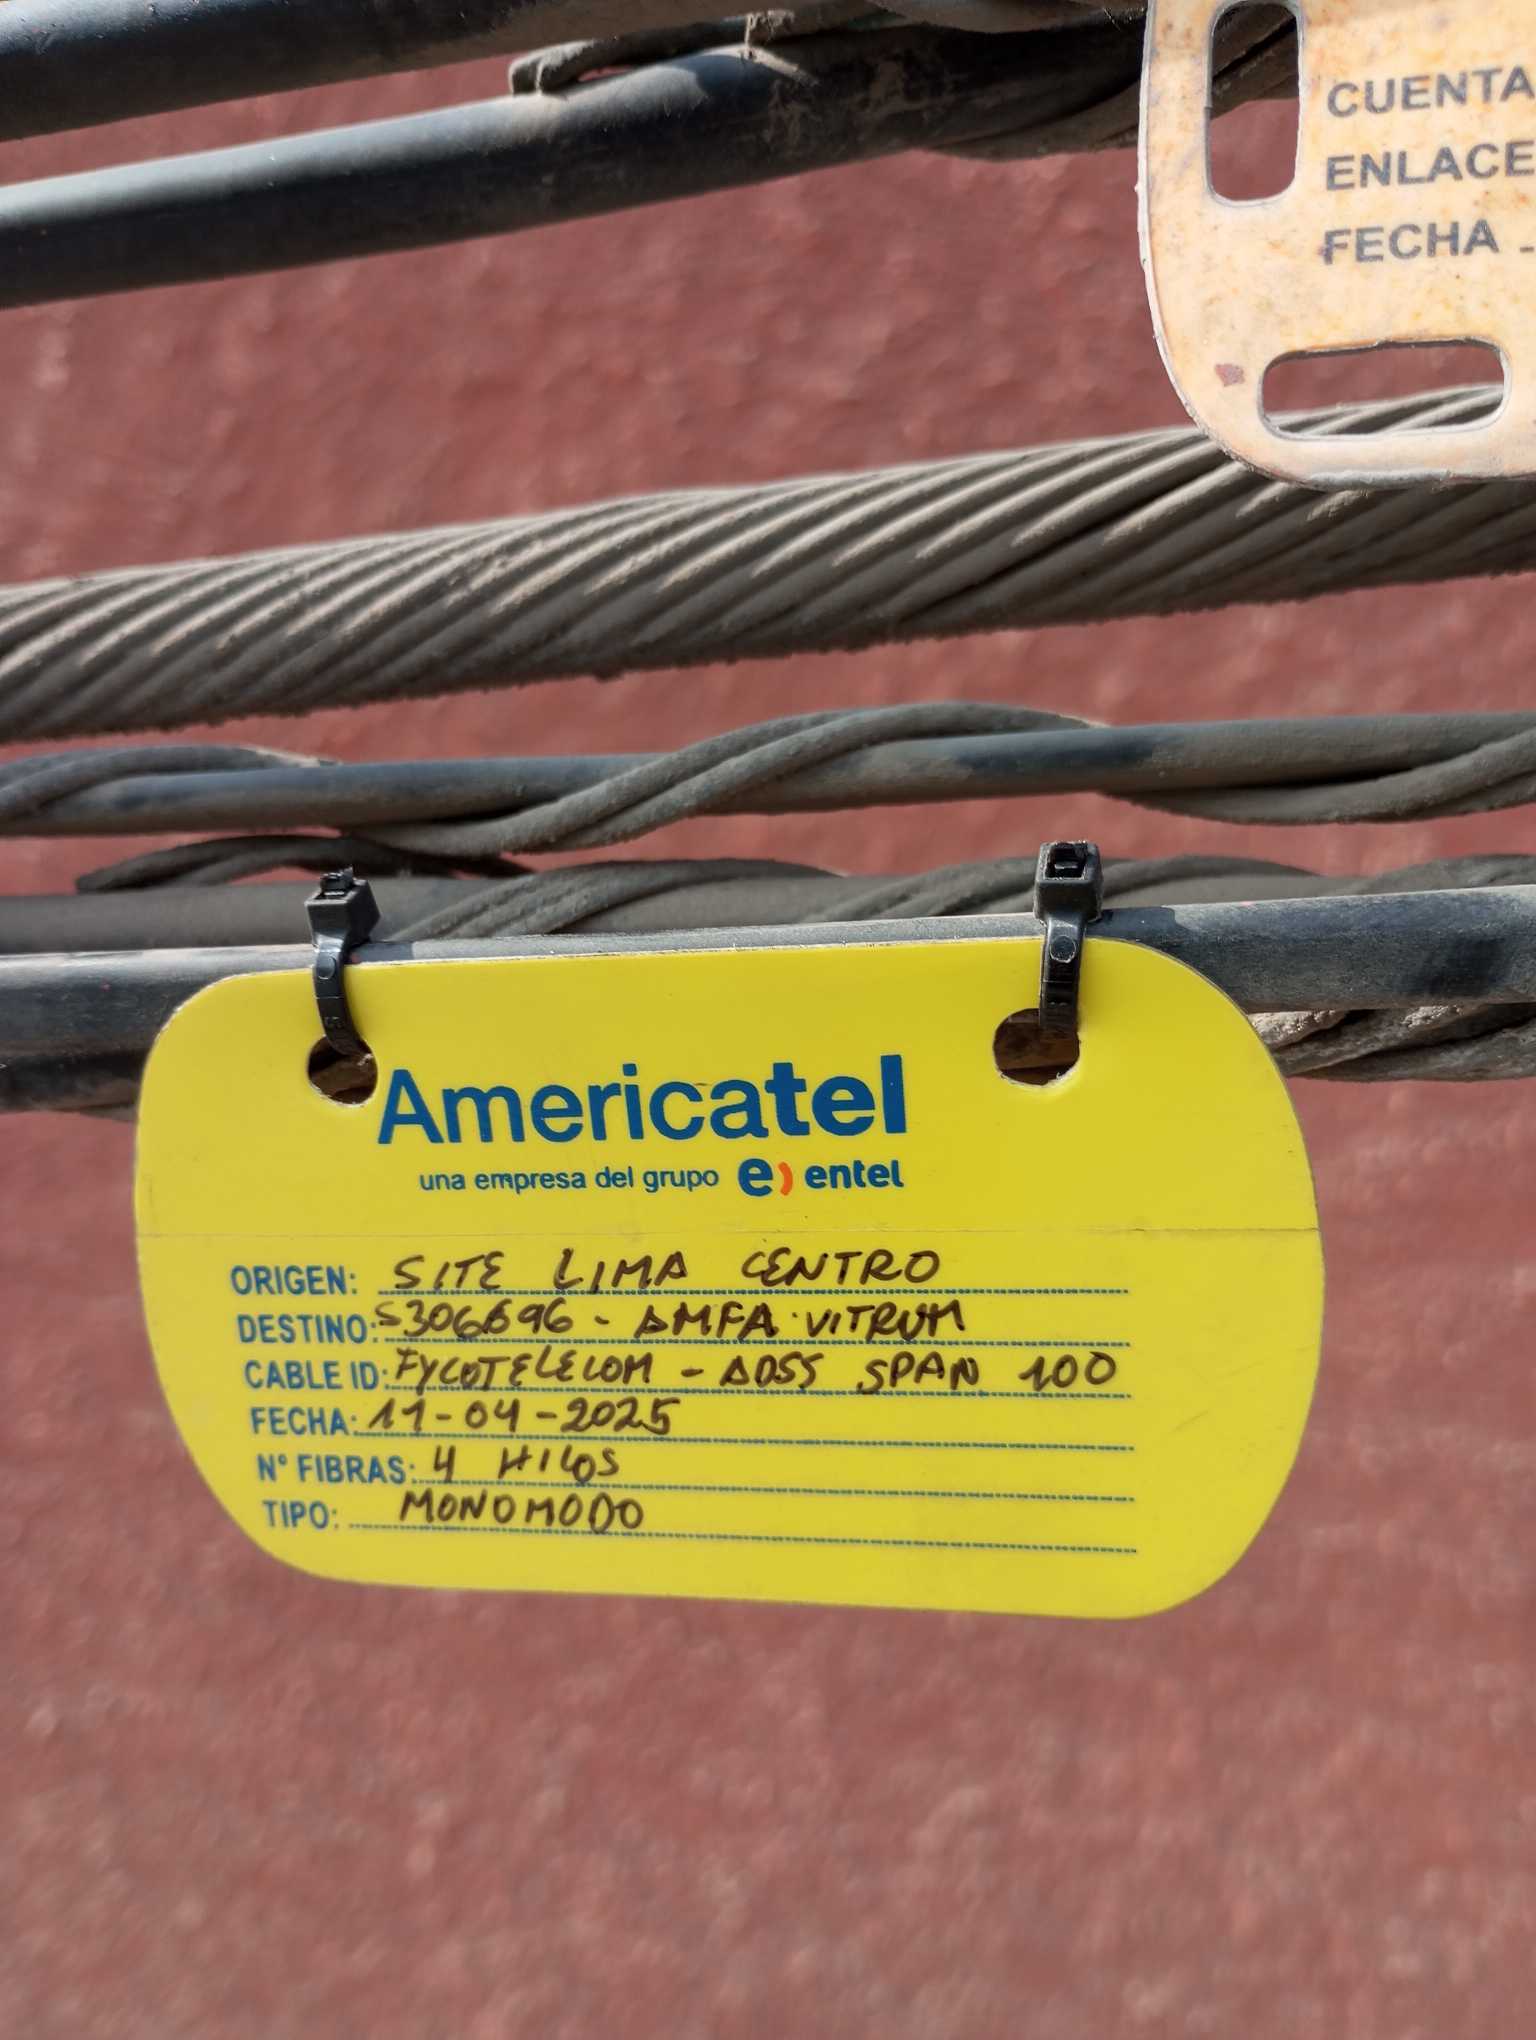 CUENTA
ENLACE
FECHA
Americatel
una empresa del grupo e) entel
ORIGEN: SITE LIMA CENTRO
DESTINO: S306696 - AMFA VITRUM
CABLE ID: FYCOTELECOM - ADSS SPAN 100
FECHA: 11-04-2025
N° FIBRAS: 4 HILOS
TIPO: MONOMODO